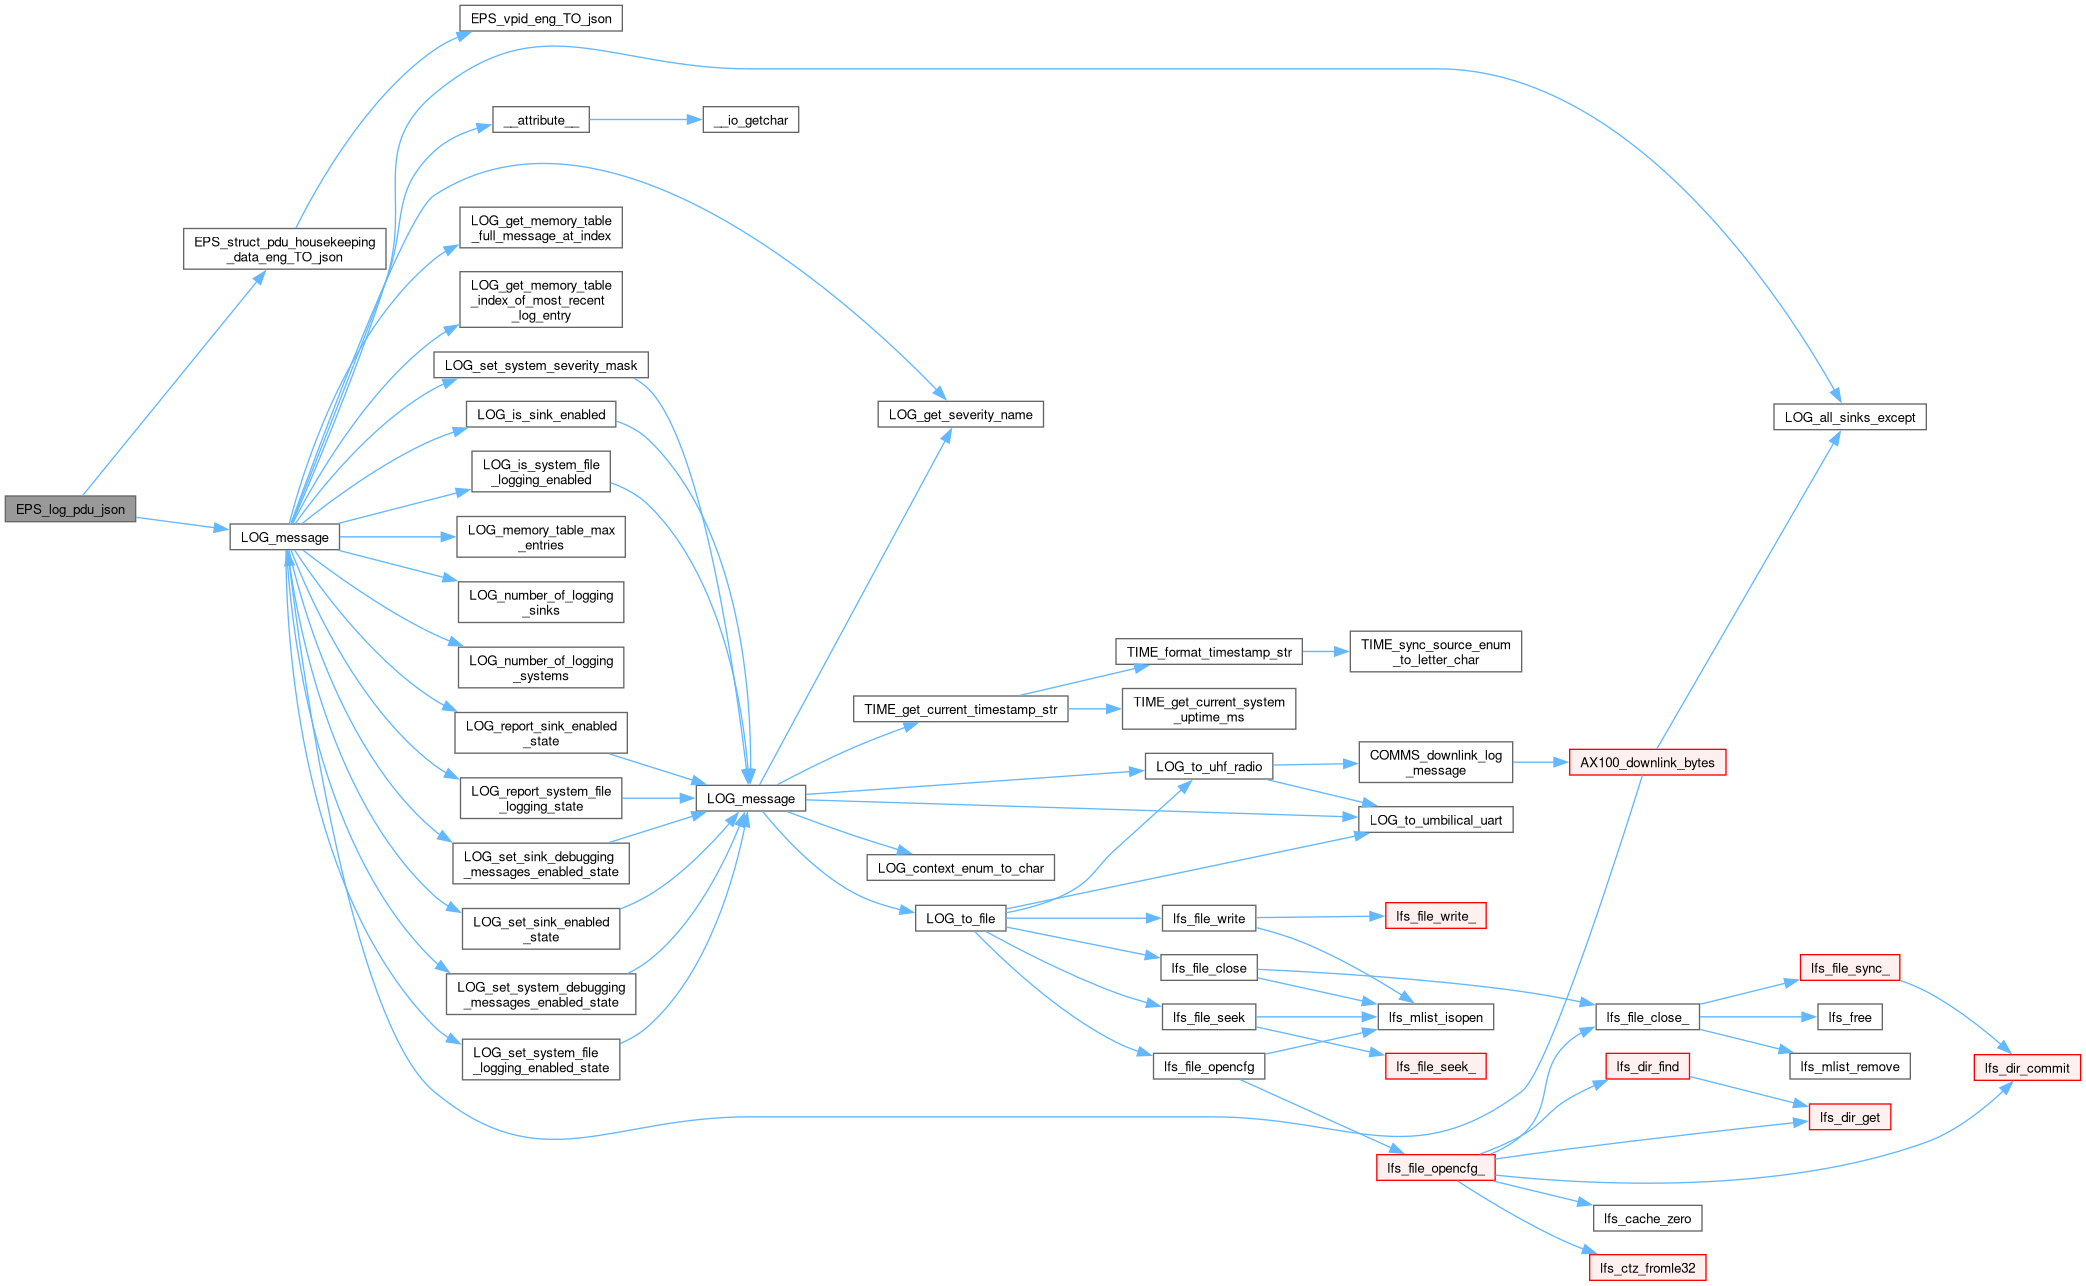 EPS_vpid_eng_TO_json
__attribute__
__io_getchar
EPS_struct_pdu_housekeeping
_data_eng_TO_json
LOG_get_memory_table
_full_message_at_index
LOG_get_memory_table
_index_of_most_recent
_log_entry
LOG_set_system_severity_mask
LOG_is_sink_enabled
LOG_get_severity_name
LOG_all_sinks_except
LOG_is_system_file
_logging_enabled
EPS_log_pdu_json
LOG_message
LOG_memory_table_max
_entries
LOG_number_of_logging
_sinks
LOG_number_of_logging
_systems
LOG_report_sink_enabled
_state
LOG_report_system_file
_logging_state
LOG_set_sink_debugging
_messages_enabled_state
LOG_set_sink_enabled
_state
LOG_set_system_debugging
_messages_enabled_state
LOG_set_system_file
_logging_enabled_state
LOG_message
TIME_get_current_timestamp_str
TIME_format_timestamp_str
TIME_sync_source_enum
_to_letter_char
TIME_get_current_system
_uptime_ms
LOG_to_uhf_radio
COMMS_downlink_log
_message
AX100_downlink_bytes
LOG_to_umbilical_uart
LOG_context_enum_to_char
LOG_to_file
lfs_file_write
lfs_file_write_
lfs_file_close
lfs_file_seek
lfs_mlist_isopen
lfs_file_opencfg
lfs_file_seek_
lfs_file_sync_
lfs_file_close_
lfs_free
lfs_mlist_remove
lfs_dir_find
lfs_dir_commit
lfs_dir_get
lfs_file_opencfg_
lfs_cache_zero
lfs_ctz_fromle32